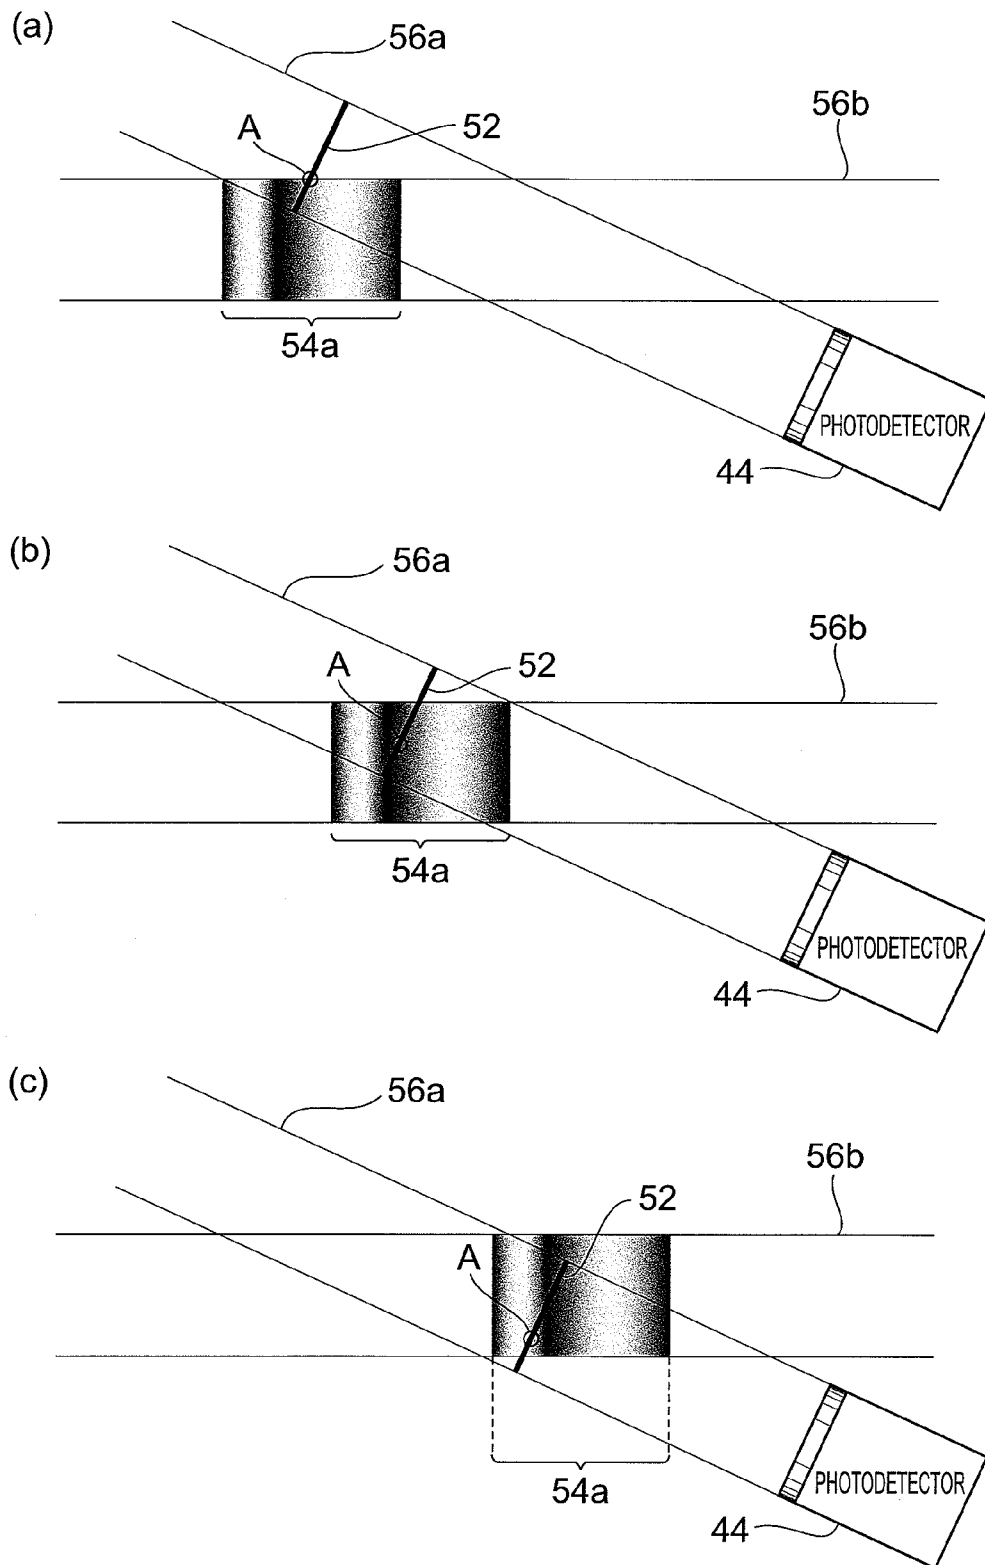 (a)
56a
56b
A
52
54a
PHOTODETECTOR
44
(b)
56a
56b
A
52
54a
PHOTODETECTOR
44
(c)
56a
56b
52
A
54a
PHOTODETECTOR
44